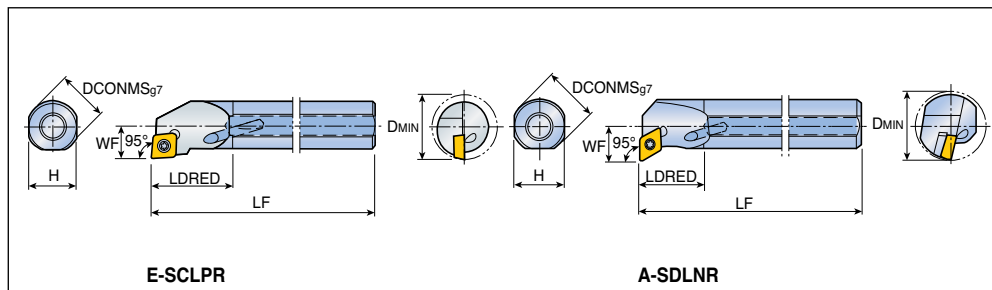 DCONMSg7
WF
95°
H
LDRED
LF
DMIN
E-SCLPR
DCONMSg7
WF
95°
H
LDRED
LF
DMIN
A-SDLNR